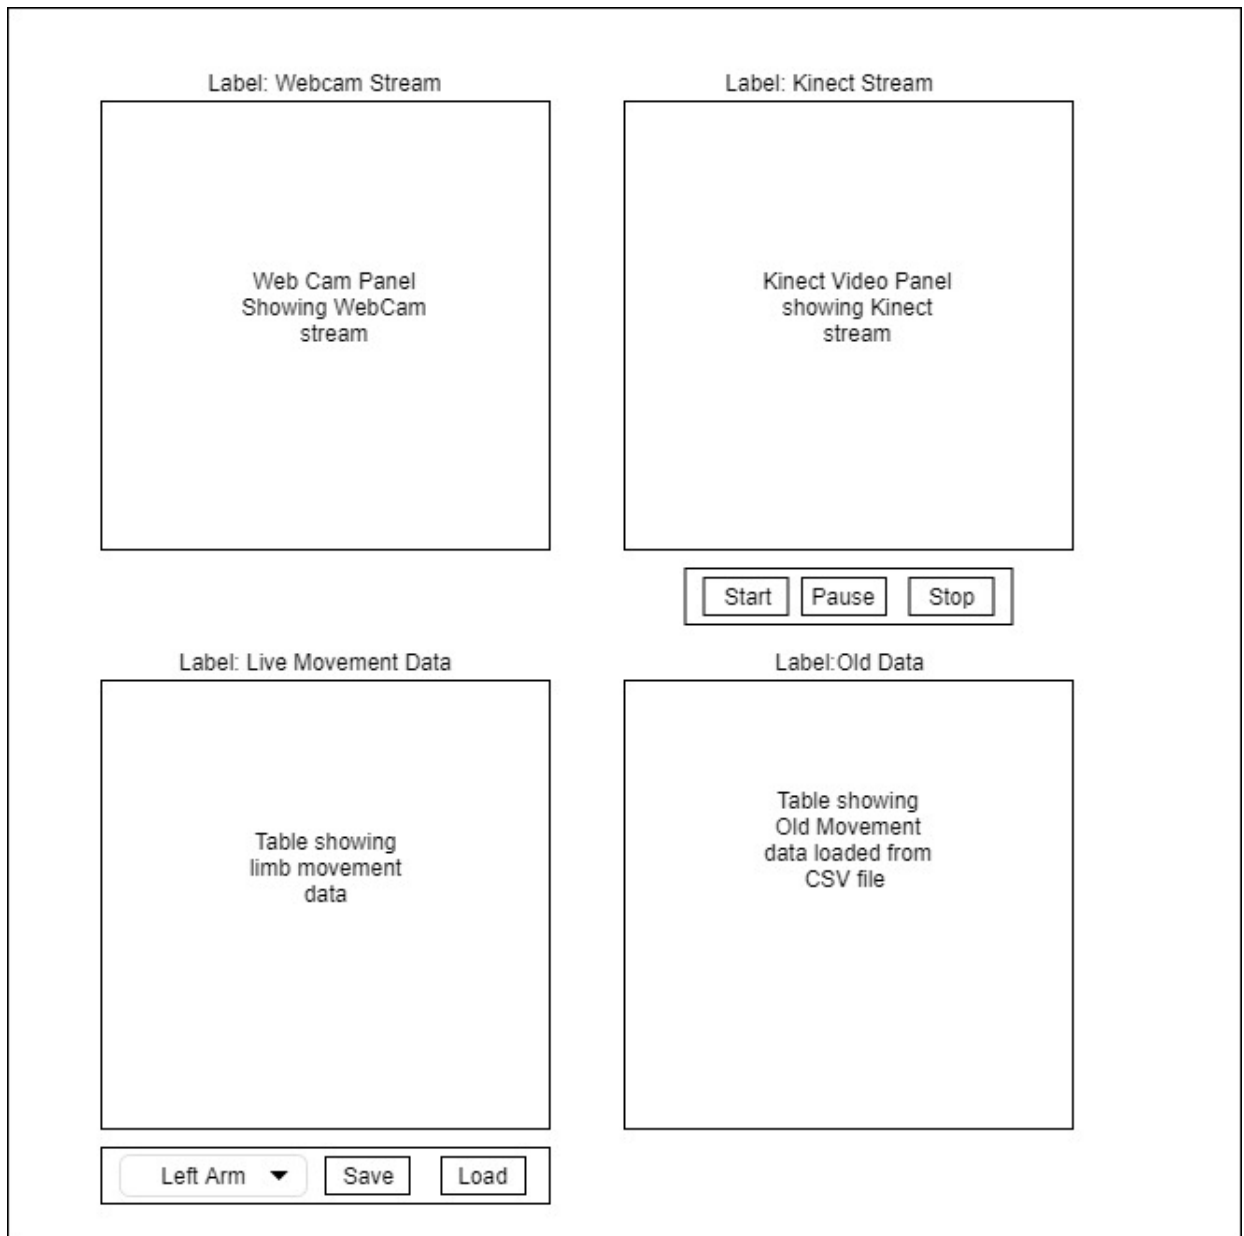 Label: Webcam Stream
Label: Kinect Stream
Web Cam Panel
Showing WebCam
stream
Kinect Video Panel
showing Kinect
stream
Start
Pause
Stop
Label: Live Movement Data
Label:Old Data
Table showing
limb movement
data
Table showing
Old Movement
data loaded from
CSV file
Left Arm
Save
Load